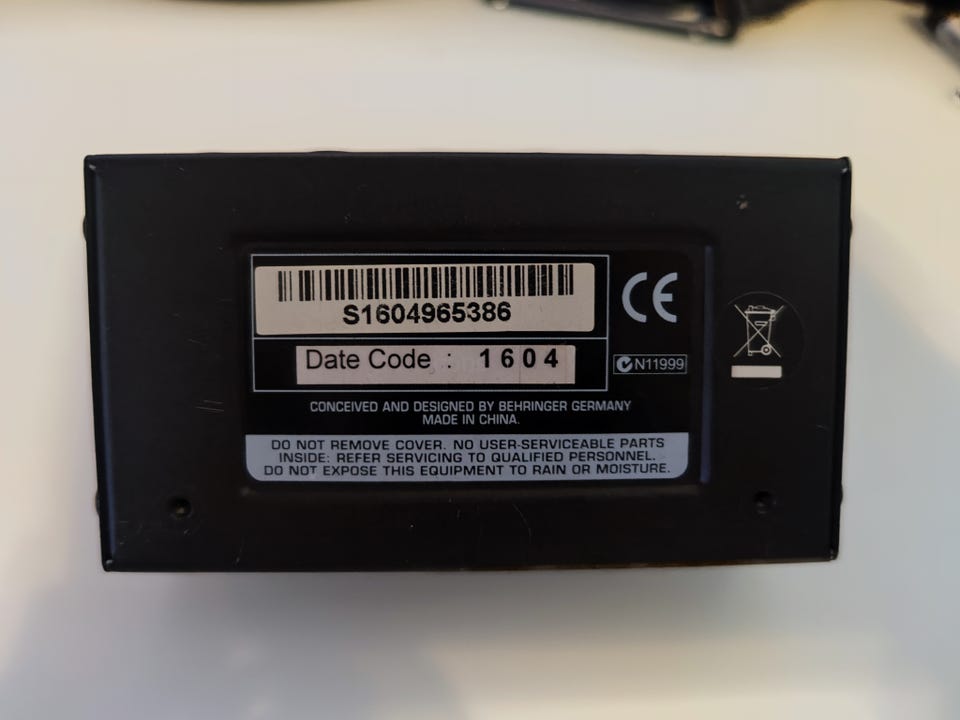 S1604965386
Date Code : 1604
CE
N11999
CONCEIVED AND DESIGNED BY BEHRINGER GERMANY
MADE IN CHINA.
DO NOT REMOVE COVER. NO USER-SERVICEABLE PARTS
INSIDE: REFER SERVICING TO QUALIFIED PERSONNEL.
DO NOT EXPOSE THIS EQUIPMENT TO RAIN OR MOISTURE.